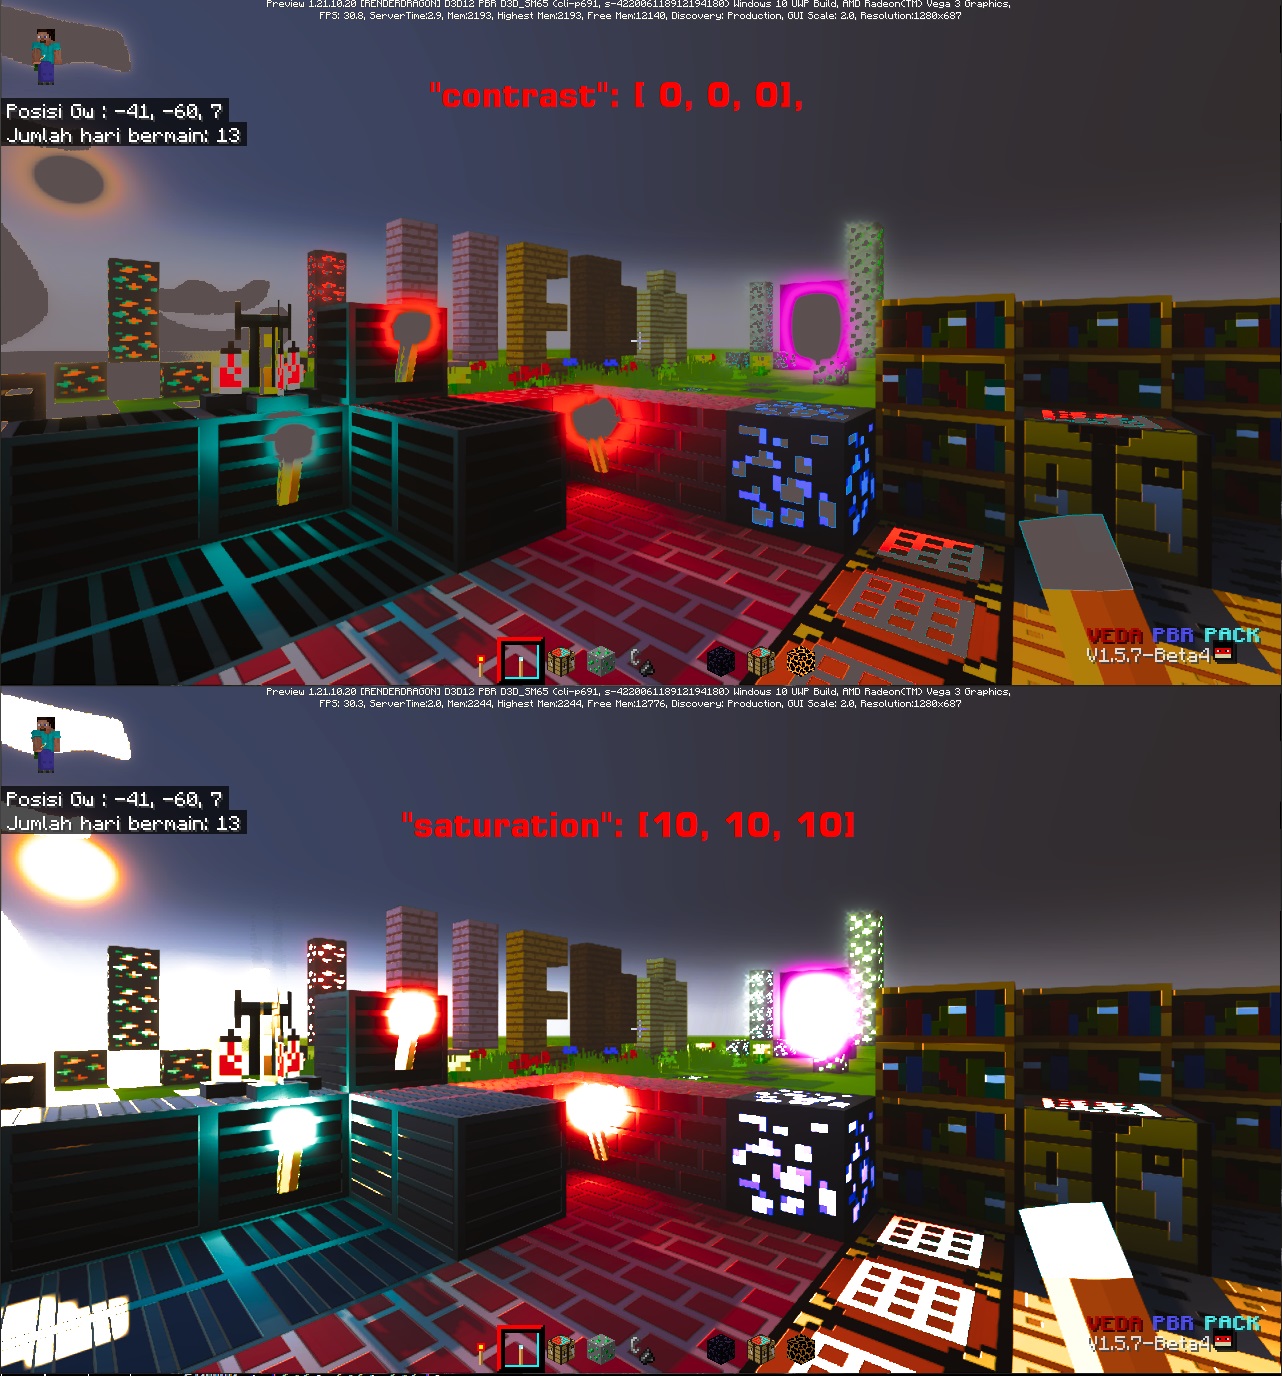 Preview 1.21.10.20 [RENDERDRAGON] D3D12 PBR D3D_SM65 (cli-p691, s-422006118912194180) Windows 10 UWP Build, AMD Radeon(TM) Vega 3 Graphics,
FPS: 30.8, ServerTime:2.9, Mem:2193, Highest Mem:2193, Free Mem:12140, Discovery: Production, GUI Scale: 2.0, Resolution:1280x687
"contrast": [ 0, 0, 0],
Posisi Gw : -41, -60, 7
Jumlah hari bermain: 13
VEDA PBR PACK
V1.5.7-Beta4
Preview 1.21.10.20 [RENDERDRAGON] D3D12 PBR D3D_SM65 (cli-p691, s-422006118912194180) Windows 10 UWP Build, AMD Radeon(TM) Vega 3 Graphics,
FPS: 30.3, ServerTime:2.0, Mem:2244, Highest Mem:2244, Free Mem:12776, Discovery: Production, GUI Scale: 2.0, Resolution:1280x687
Posisi Gw : -41, -60, 7
Jumlah hari bermain: 13
"saturation": [10, 10, 10]
VEDA PBR PACK
V1.5.7-Beta4